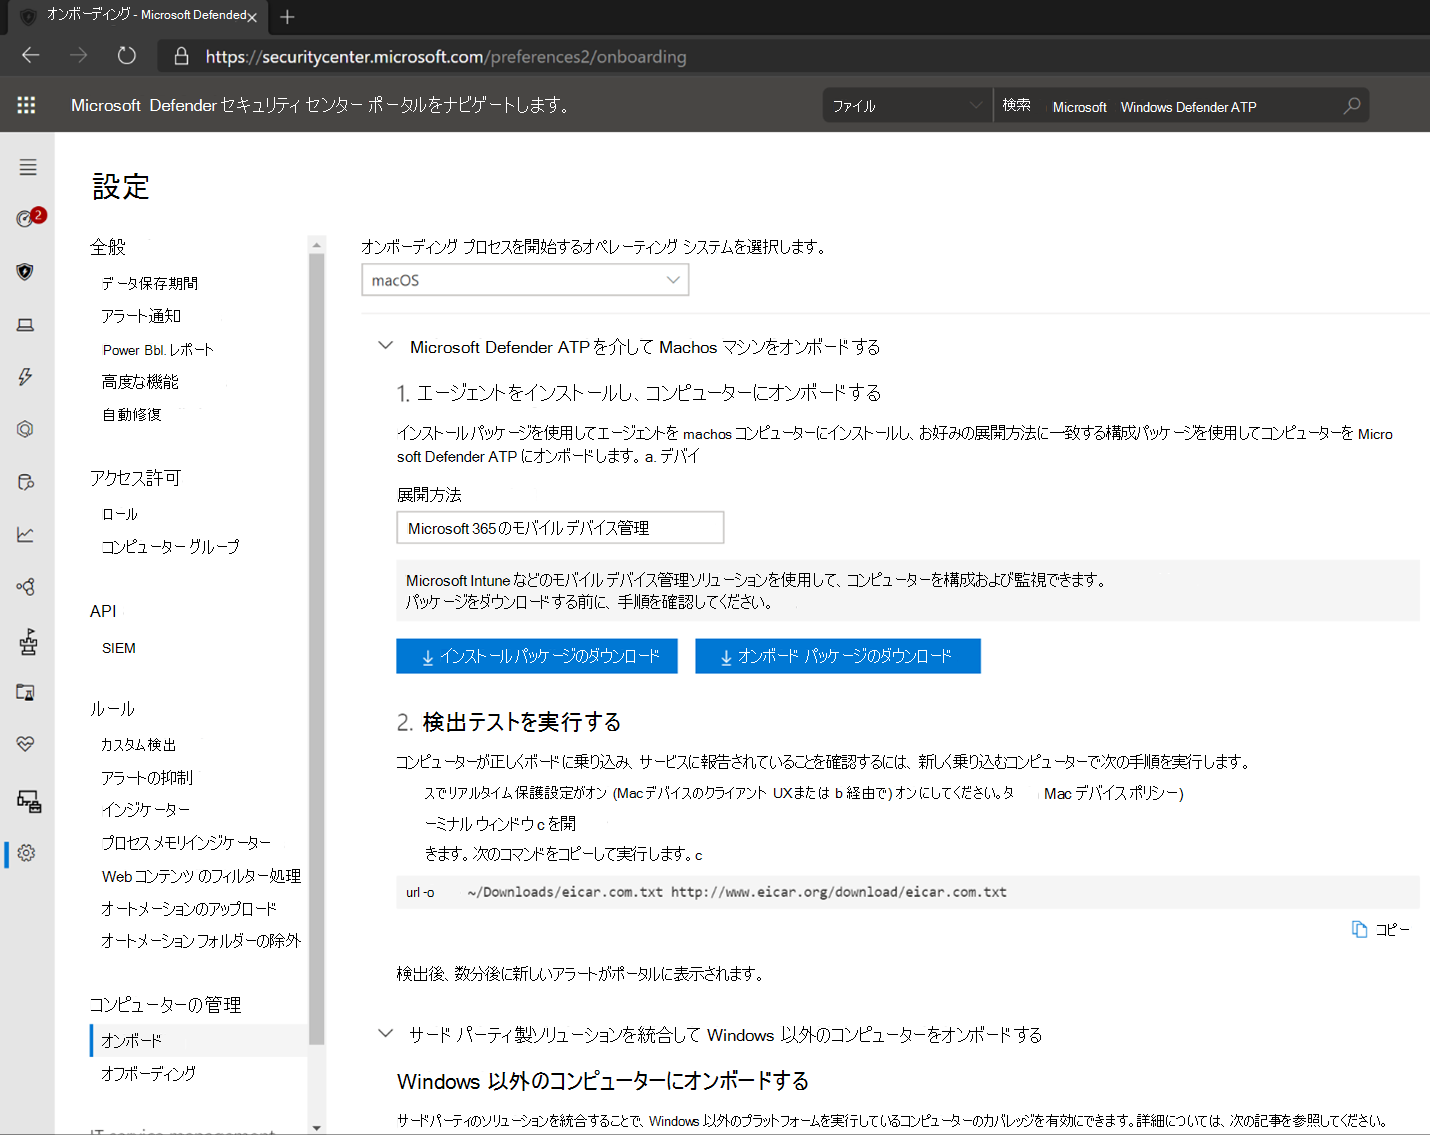 オンボーディング - Microsoft Defended
https://securitycenter.microsoft.com/preferences2/onboarding
Microsoft Defender セキュリティ センター ポータルをナビゲートします。
ファイル
検索 Microsoft Windows Defender ATP
2
設定
全般
データ保存期間
アラート通知
Power Bbl. レポート
高度な機能
自動修復
アクセス許可
ロール
コンピューター グループ
API
SIEM
ルール
カスタム検出
アラートの抑制
インジケーター
プロセス メモリインジケーター
Web コンテンツ のフィルター処理
オートメーションのアップロード
オートメーション フォルダーの除外
コンピューターの管理
オンボード
オフボーディング
IT service management
オンボーディング プロセスを開始するオペレーティング システムを選択します。
macOS
Microsoft Defender ATP を介して Machos マシンをオンボードする
1. エージェントをインストールし、コンピューターにオンボードする
インストール パッケージを使用してエージェントを machos コンピューターにインストールし、お好みの展開方法に一致する構成パッケージを使用してコンピューターを Micro
soft Defender ATP にオンボードします。a. デバイ
展開方法
Microsoft 365 のモバイル デバイス管理
Microsoft Intune などのモバイル デバイス管理ソリューションを使用して、コンピューターを構成および監視できます。
パッケージをダウンロードする前に、手順を確認してください。
インストール パッケージのダウンロード
オンボード パッケージのダウンロード
2. 検出テストを実行する
コンピューターが正しくボードに乗り込み、サービスに報告されていることを確認するには、新しく乗り込むコンピューターで次の手順を実行します。
スでリアルタイム保護設定がオン (Mac デバイスのクライアント UX または b 経由で) オンにしてください。タ Mac デバイス ポリシー)
ーミナル ウィンドウ c を開
きます。次のコマンドをコピーして実行します。c
url -o ~/Downloads/eicar.com.txt http://www.eicar.org/download/eicar.com.txt
コピー
検出後、数分後に新しいアラートがポータルに表示されます。
サード パーティ製ソリューションを統合して Windows 以外のコンピューターをオンボードする
Windows 以外のコンピューターにオンボードする
サードパーティのソリューションを統合することで、Windows 以外のプラットフォームを実行しているコンピューターのカバレッジを有効にできます。詳細については、次の記事を参照してください。